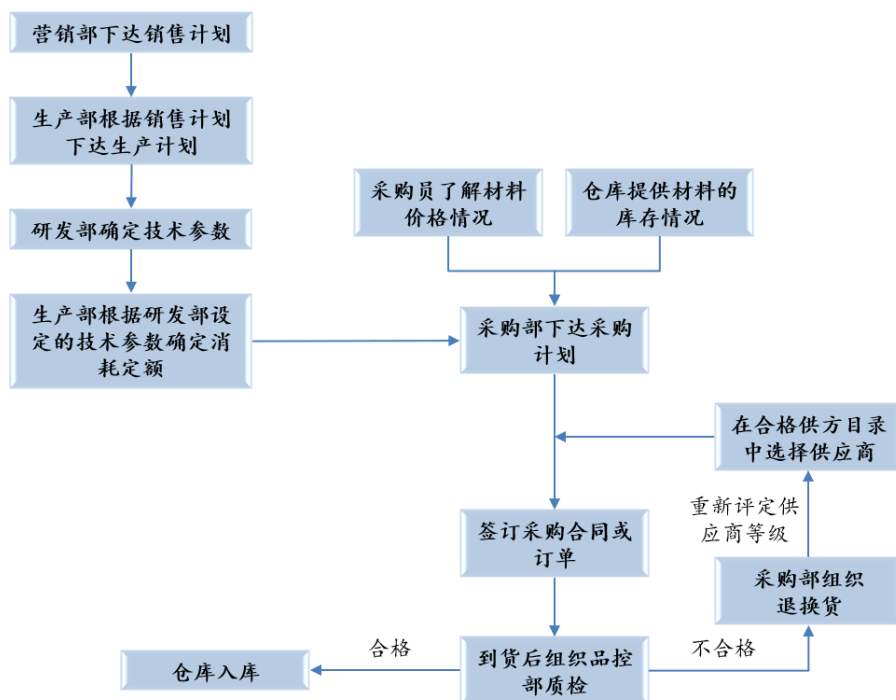 营销部下达销售计划
生产部根据销售计划
下达生产计划
采购员了解材料
价格情况
仓库提供材料的
库存情况
研发部确定技术参数
生产部根据研发部设
定的技术参数确定消
耗定额
采购部下达采购
计划
在合格供方目录
中选择供应商
重新评定供
应商等级
签订采购合同或
订单
采购部组织
退换货
合格
不合格
仓库入库
到货后组织品控
部质检